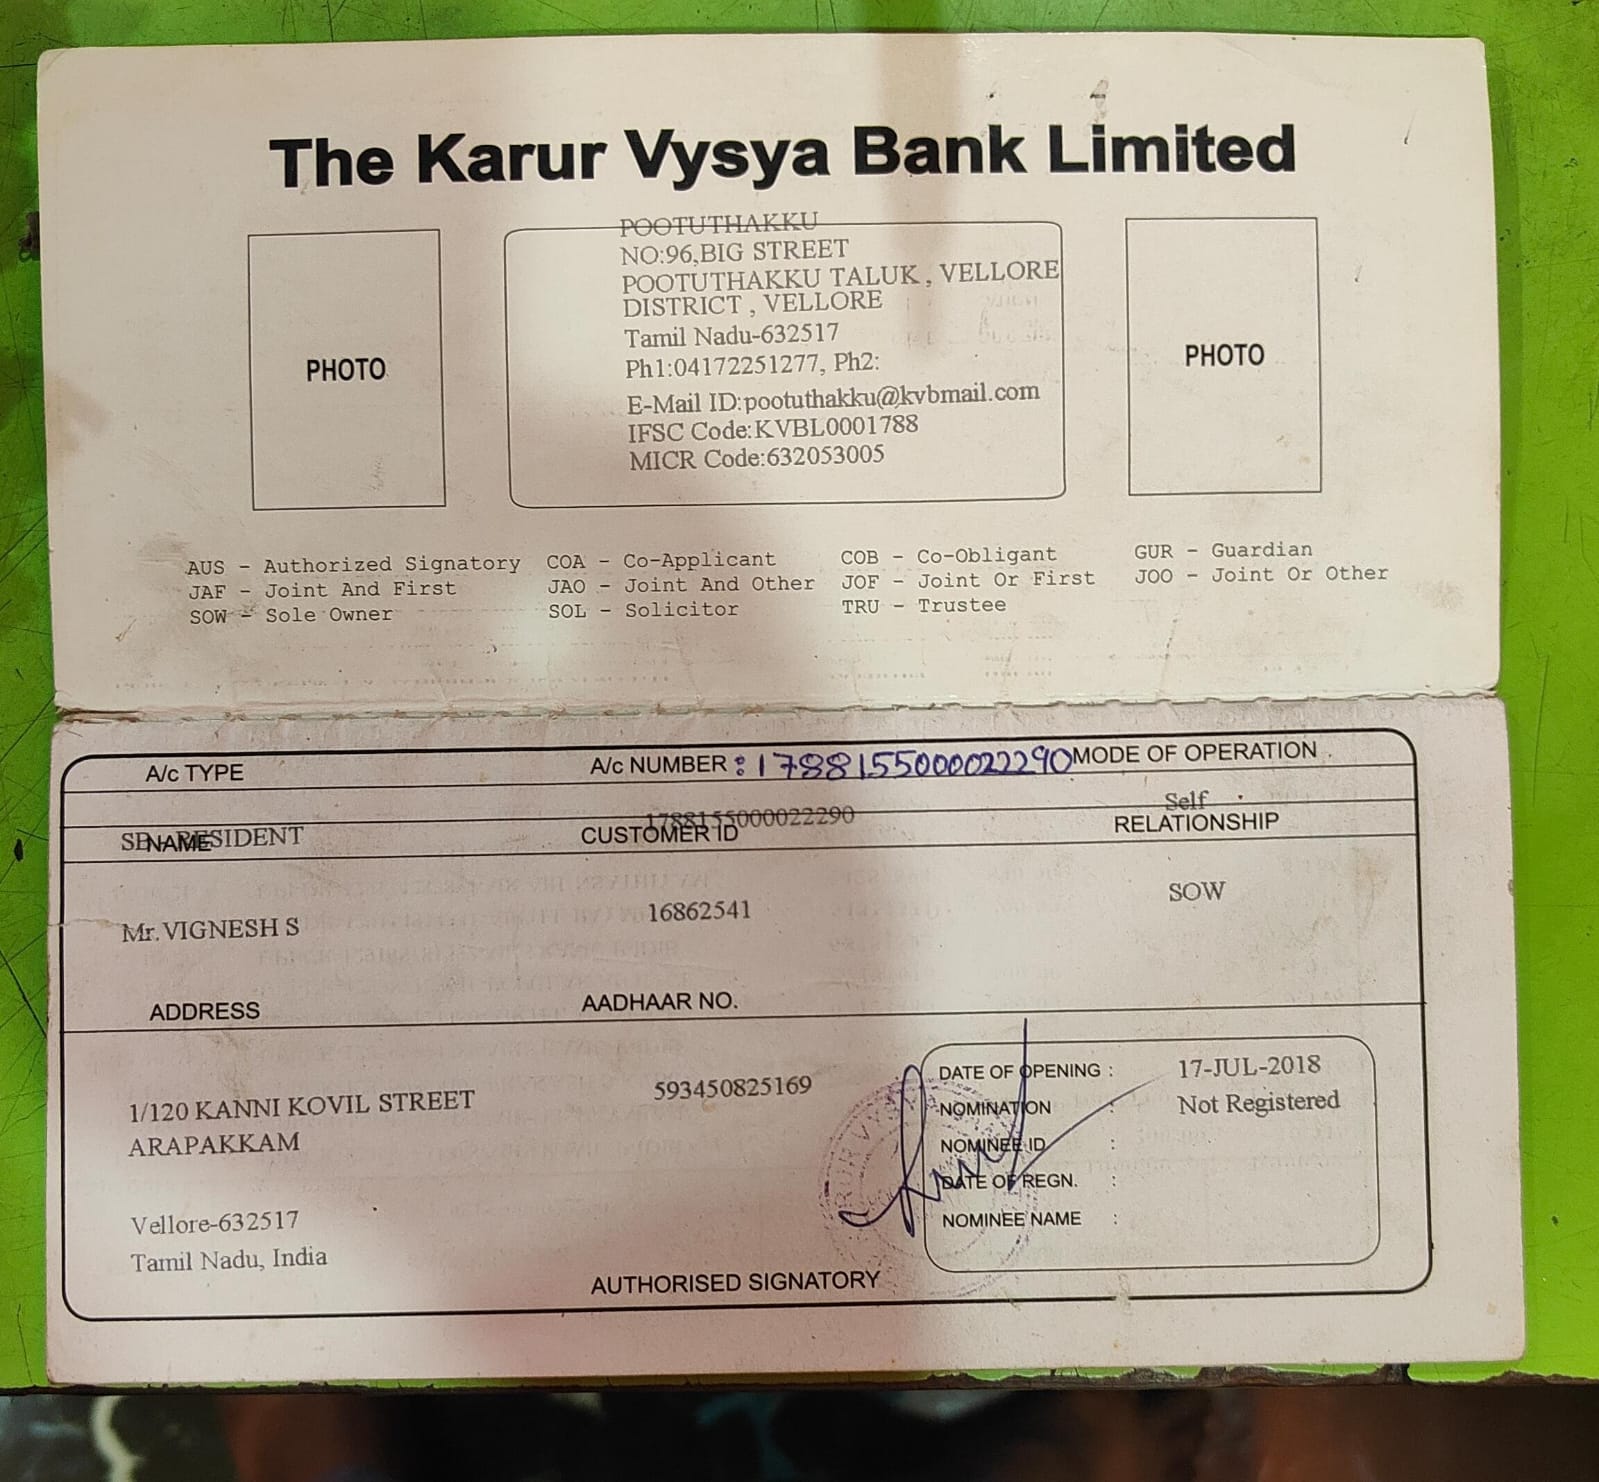 The Karur Vysya Bank Limited
POOTUTHAKKU
NO:96,BIG STREET
POOTUTHAKKU TALUK , VELLORE
DISTRICT , VELLORE
Tamil Nadu-632517
Ph1:04172251277, Ph2:
E-Mail ID:pootuthakku@kvbmail.com
IFSC Code:KVBL0001788
MICR Code:632053005
PHOTO
PHOTO
AUS - Authorized Signatory COA - Co-Applicant COB - Co-Obligant GUR - Guardian
JAF - Joint And First JAO - Joint And Other JOF - Joint Or First JOO - Joint Or Other
SOW - Sole Owner SOL - Solicitor TRU - Trustee
A/c TYPE A/c NUMBER : 1788155000022290 MODE OF OPERATION
1788155000022290 Self
SB RESIDENT
NAME CUSTOMER ID RELATIONSHIP
Mr.VIGNESH S 16862541 SOW
ADDRESS AADHAAR NO.
1/120 KANNI KOVIL STREET 593450825169
ARAPAKKAM
Vellore-632517
Tamil Nadu, India
DATE OF OPENING : 17-JUL-2018
NOMINATION : Not Registered
NOMINEE ID :
DATE OF REGN. :
NOMINEE NAME :
AUTHORISED SIGNATORY